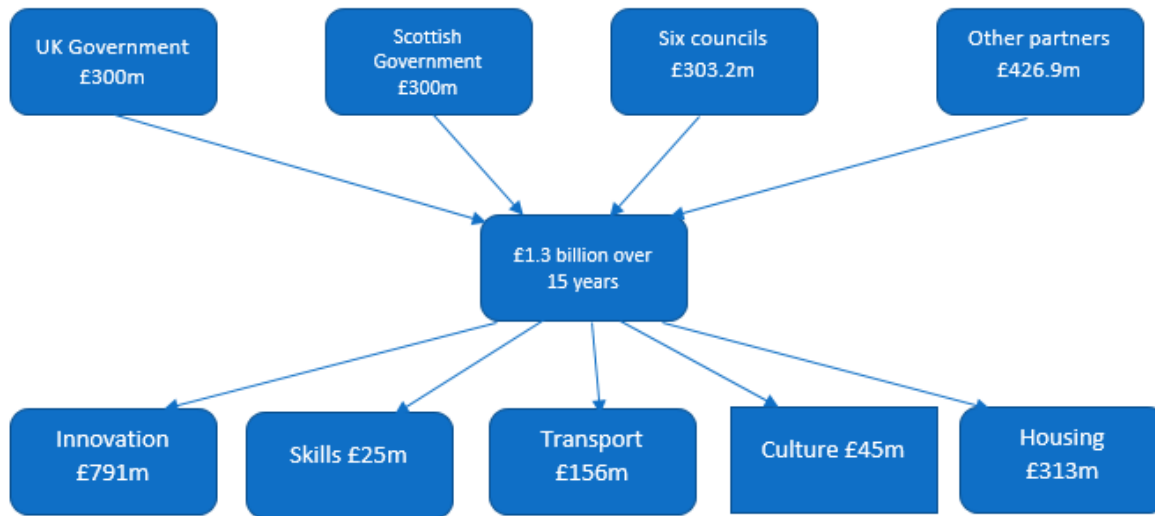 UK Government
£300m
Scottish
Government
£300m
Six councils
£303.2m
Other partners
£426.9m
£1.3 billion over
15 years
Innovation
£791m
Skills £25m
Transport
£156m
Culture £45m
Housing
£313m